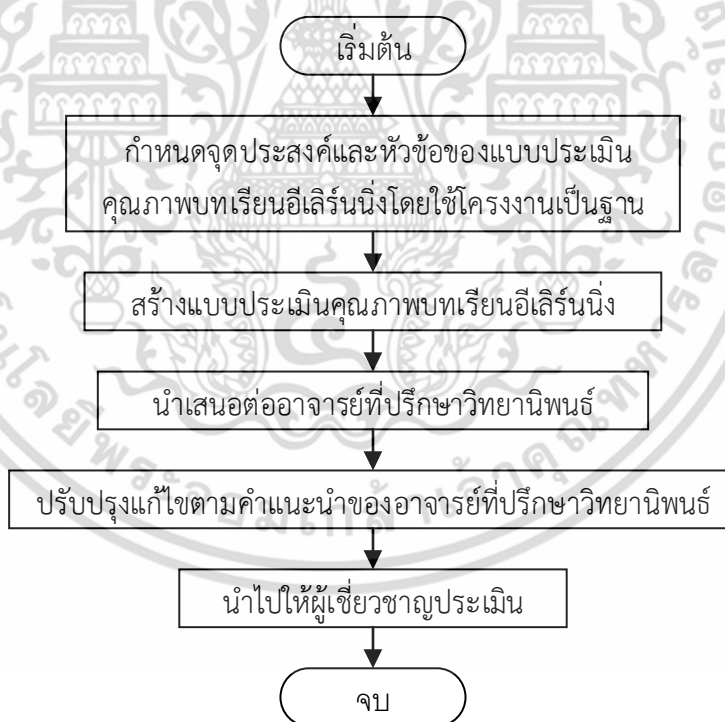 เริ่มต้น
กำหนดจุดประสงค์และหัวข้อของแบบประเมิน
คุณภาพบทเรียนอีเลิร์นนิ่งโดยใช้โครงงานเป็นฐาน
สร้างแบบประเมินคุณภาพบทเรียนอีเลิร์นนิ่ง
นำเสนอต่ออาจารย์ที่ปรึกษาวิทยานิพนธ์
ปรับปรุงแก้ไขตามคำแนะนำของอาจารย์ที่ปรึกษาวิทยานิพนธ์
นำไปให้ผู้เชี่ยวชาญประเมิน
จบ